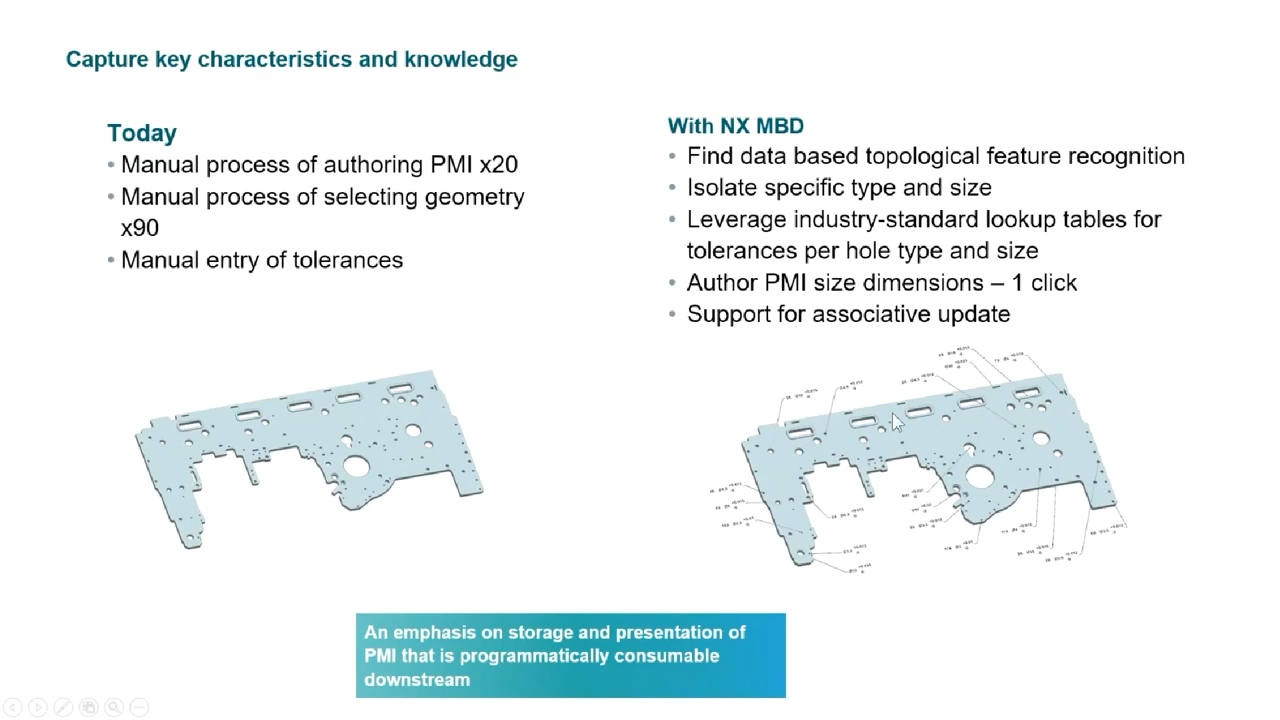 Capture key characteristics and knowledge
Today
• Manual process of authoring PMI x20
• Manual process of selecting geometry
x90
• Manual entry of tolerances
With NX MBD
• Find data based topological feature recognition
• Isolate specific type and size
• Leverage industry-standard lookup tables for
tolerances per hole type and size
• Author PMI size dimensions – 1 click
• Support for associative update
An emphasis on storage and presentation of
PMI that is programmatically consumable
downstream